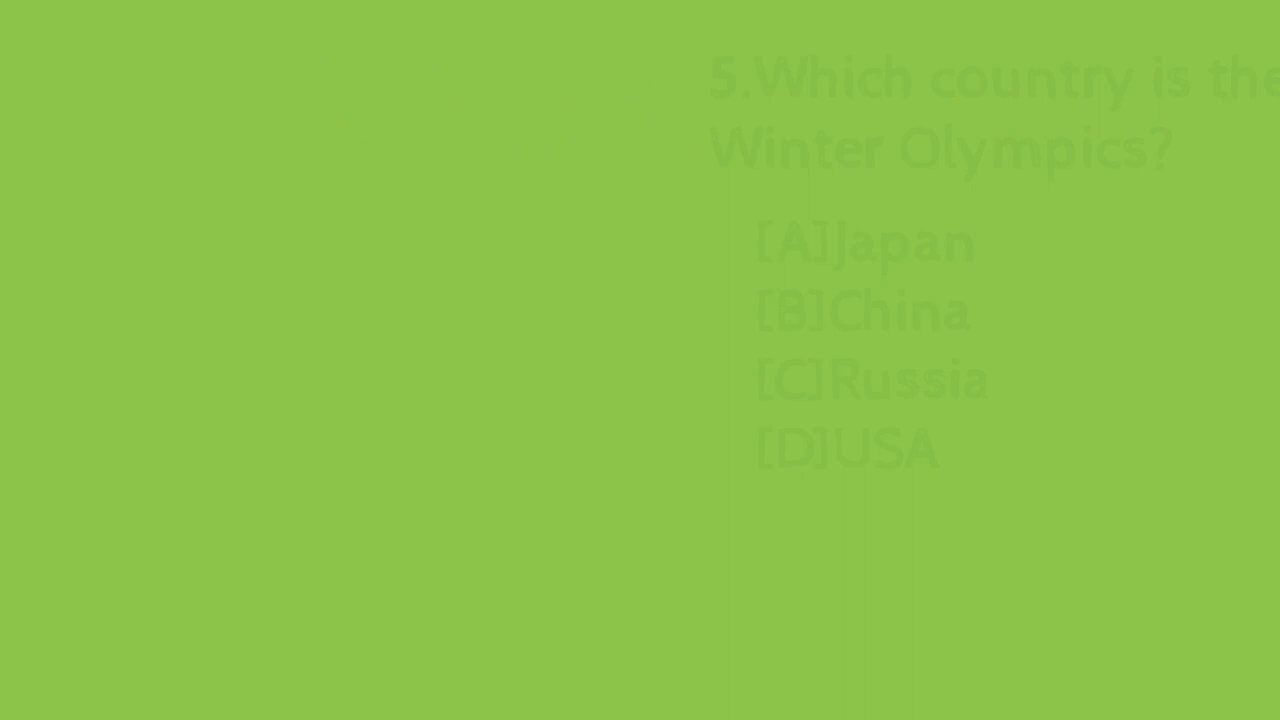 5.Which country is the
Winter Olympics?
[A]Japan
[B]China
[C]Russia
[D]USA